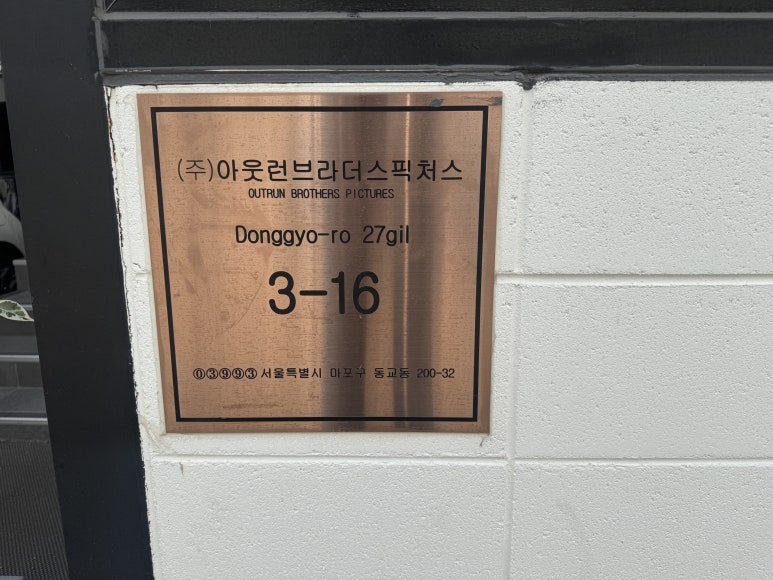 (주)아웃런브라더스픽처스
OUTRUN BROTHERS PICTURES
Donggyo-ro 27gil
3-16
⓪③⑨⑨③ 서울특별시 마포구 동교동 200-32